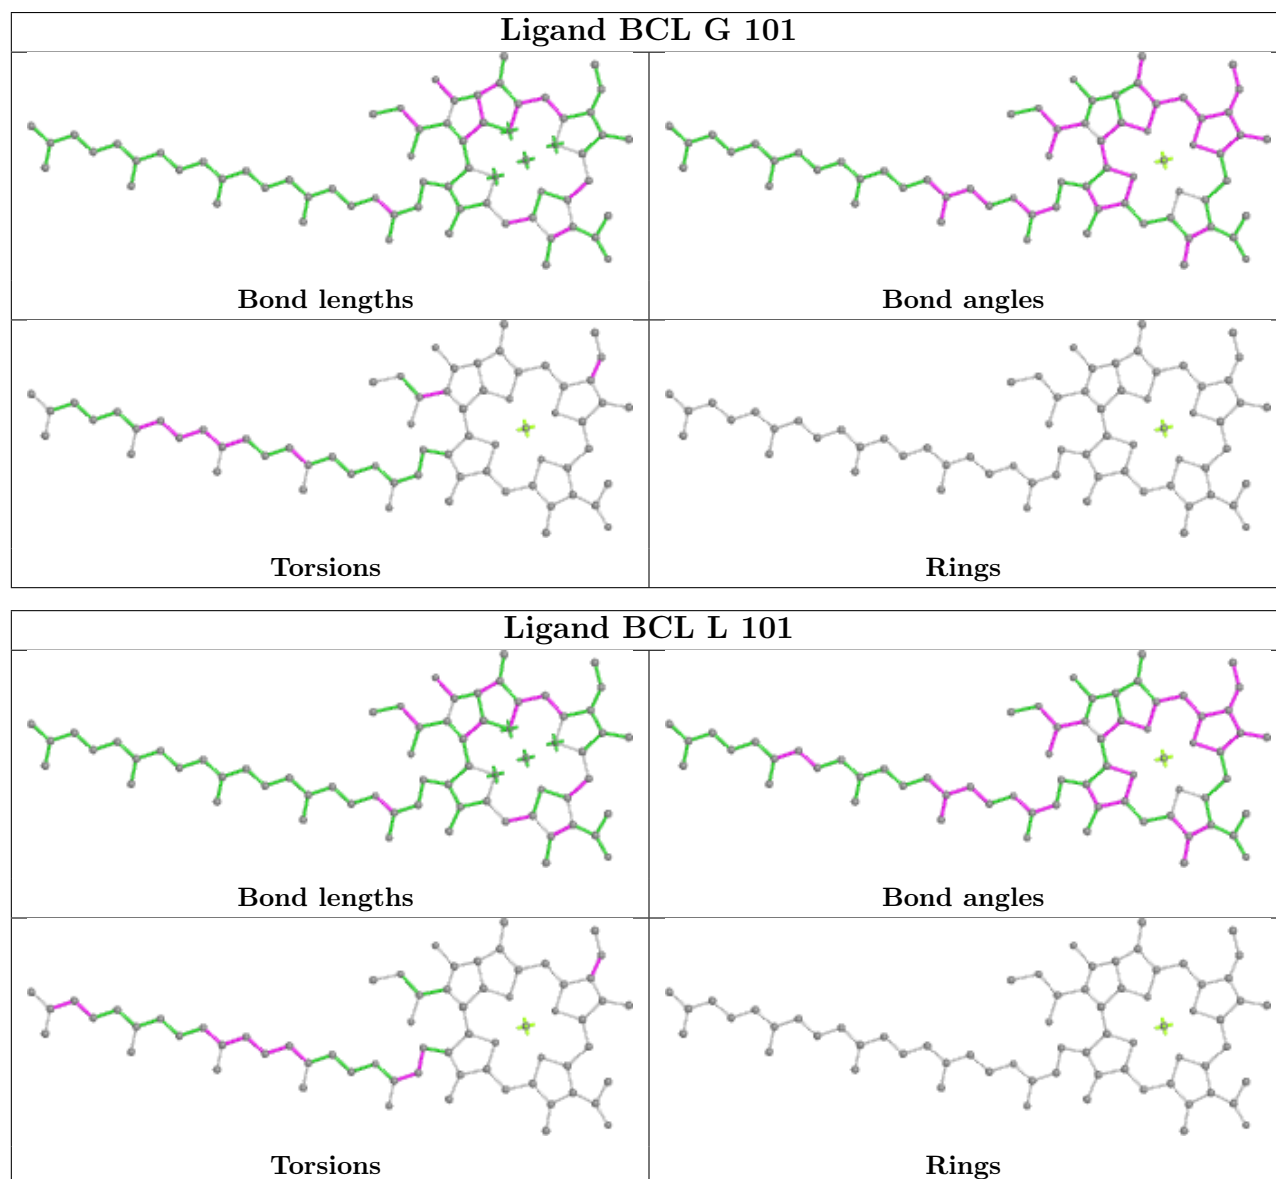 Ligand BCL G 101
Bond lengths
Bond angles
Torsions
Rings
Ligand BCL L 101
Bond lengths
Bond angles
Torsions
Rings